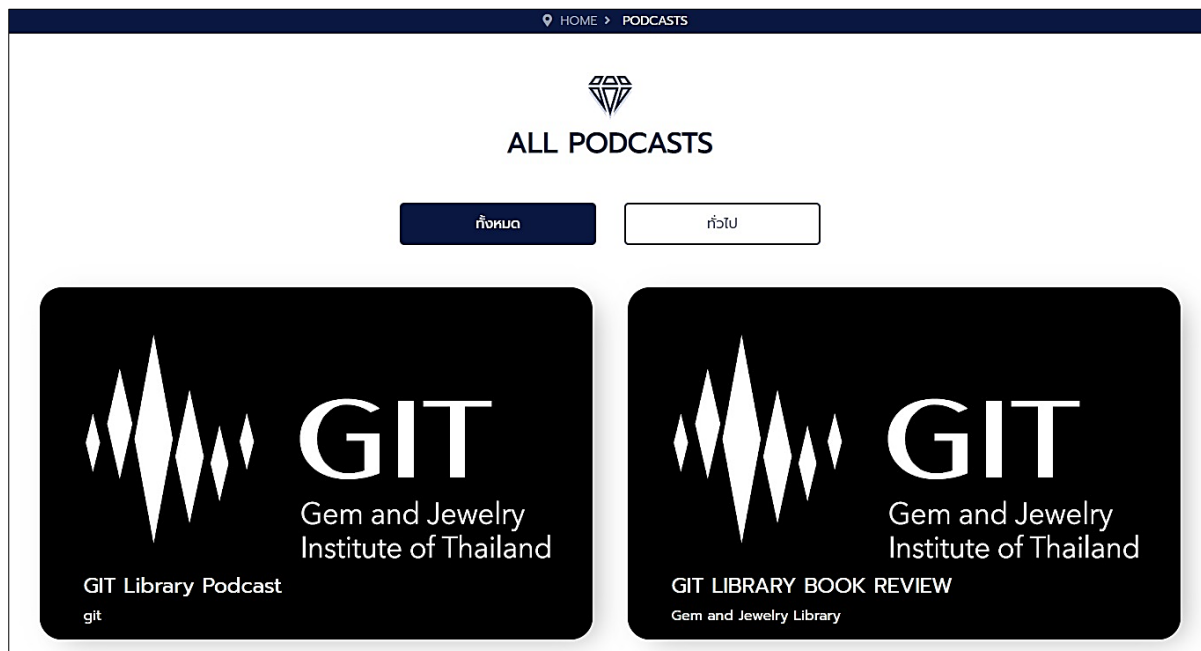 HOME > PODCASTS
ALL PODCASTS
ทั้งหมด
ทั่วไป
GIT
Gem and Jewelry
Institute of Thailand
GIT Library Podcast
git
GIT
Gem and Jewelry
Institute of Thailand
GIT LIBRARY BOOK REVIEW
Gem and Jewelry Library